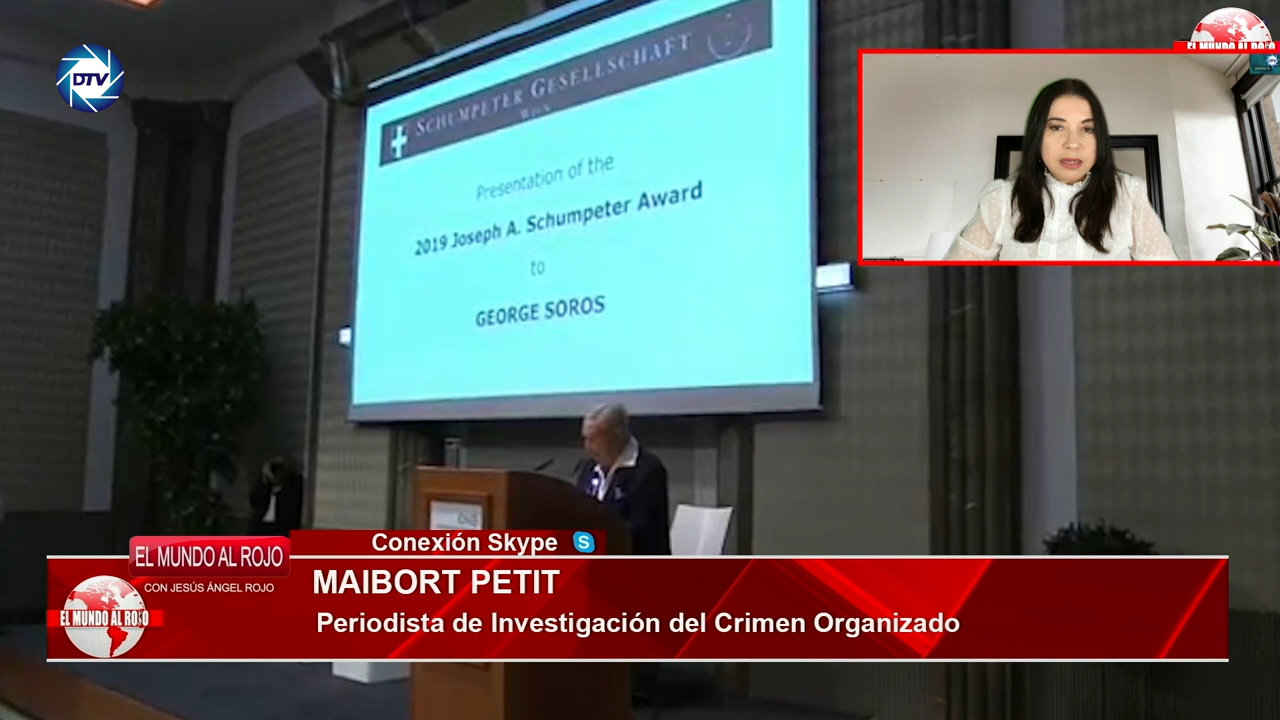 DTV
EL MUNDO AL ROJO
SCHUMPETER GESELLSCHAFT
WIEN
Presentation of the
2019 Joseph A. Schumpeter Award
to
GEORGE SOROS
Conexión Skype
EL MUNDO AL ROJO
CON JESÚS ÁNGEL ROJO
EL MUNDO AL ROJO
MAIBORT PETIT
Periodista de Investigación del Crimen Organizado